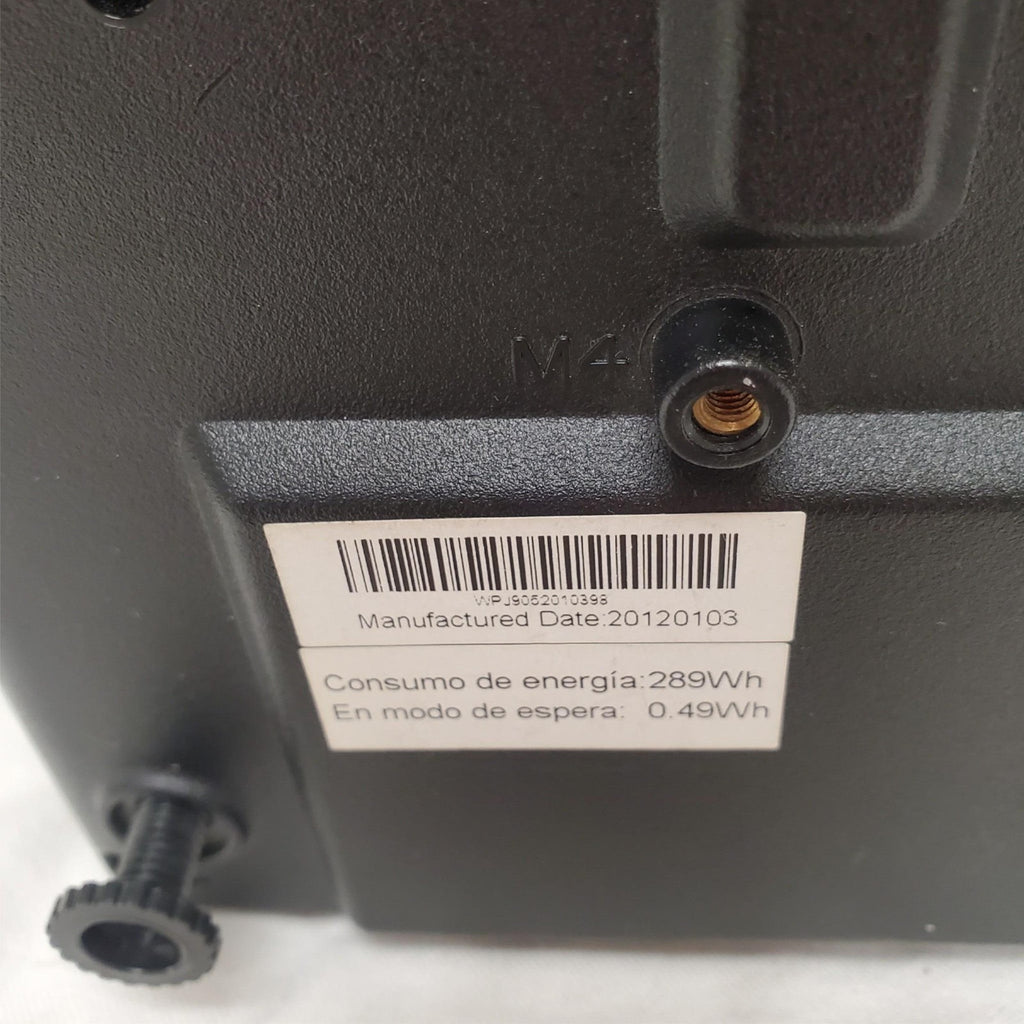 M4
WPJ9052010398
Manufactured Date:20120103
Consumo de energía:289Wh
En modo de espera: 0.49Wh